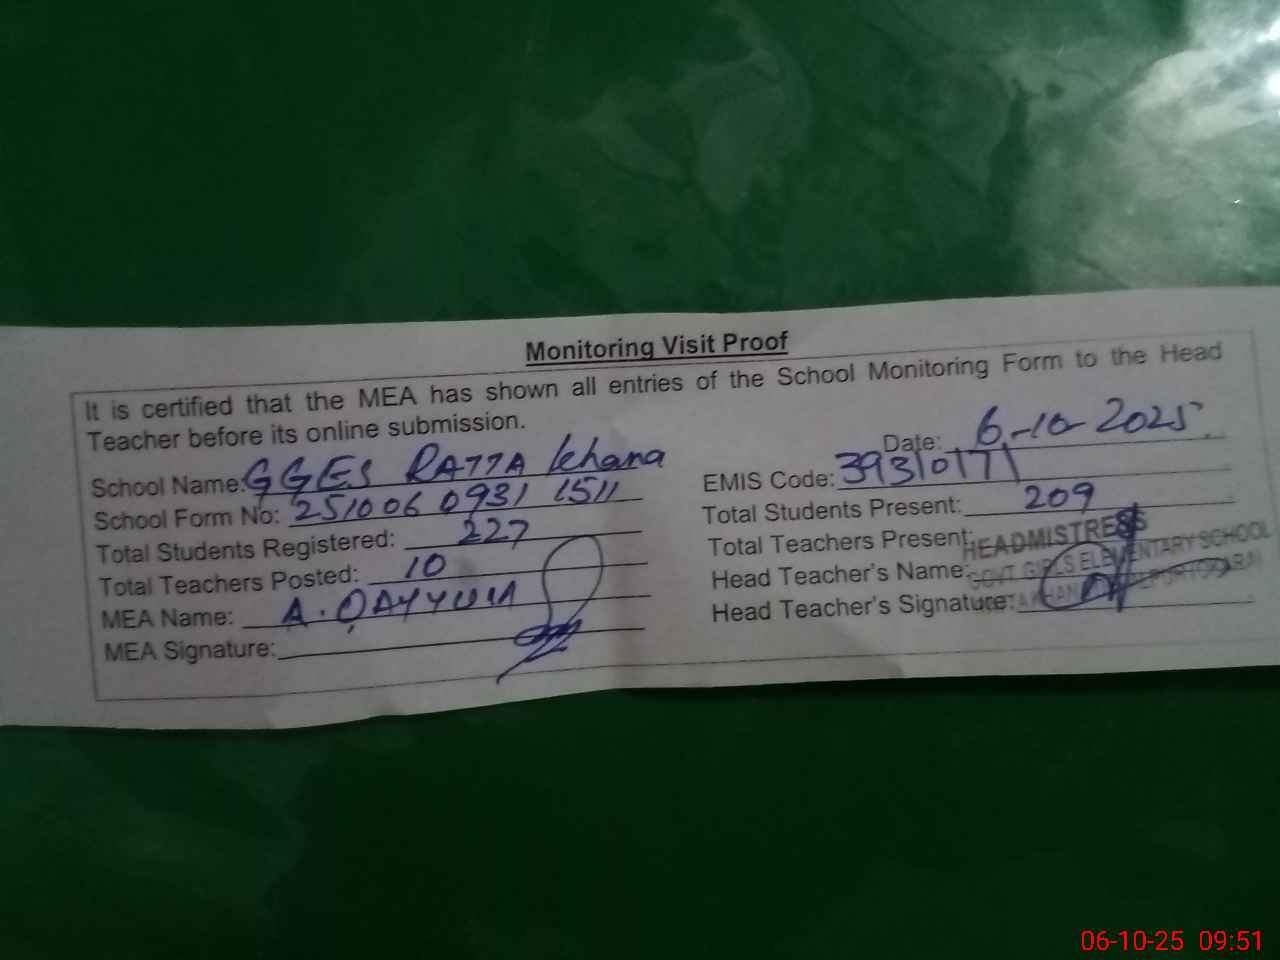 Monitoring Visit Proof
It is certified that the MEA has shown all entries of the School Monitoring Form to the Head
Teacher before its online submission.
Date: 6-10-2025
School Name: GGES RATTA Khana
EMIS Code: 39310171
School Form No: 251006 0931 1511
Total Students Present: 209
Total Students Registered: 227
Total Teachers Present:
HEADMISTRESS
Total Teachers Posted: 10
Head Teacher's Name:
GOVT GIRLS ELEMENTARY SCHOOL
MEA Name: A. QAYYUM
Head Teacher's Signature:
MEA Signature:
06-10-25 09:51